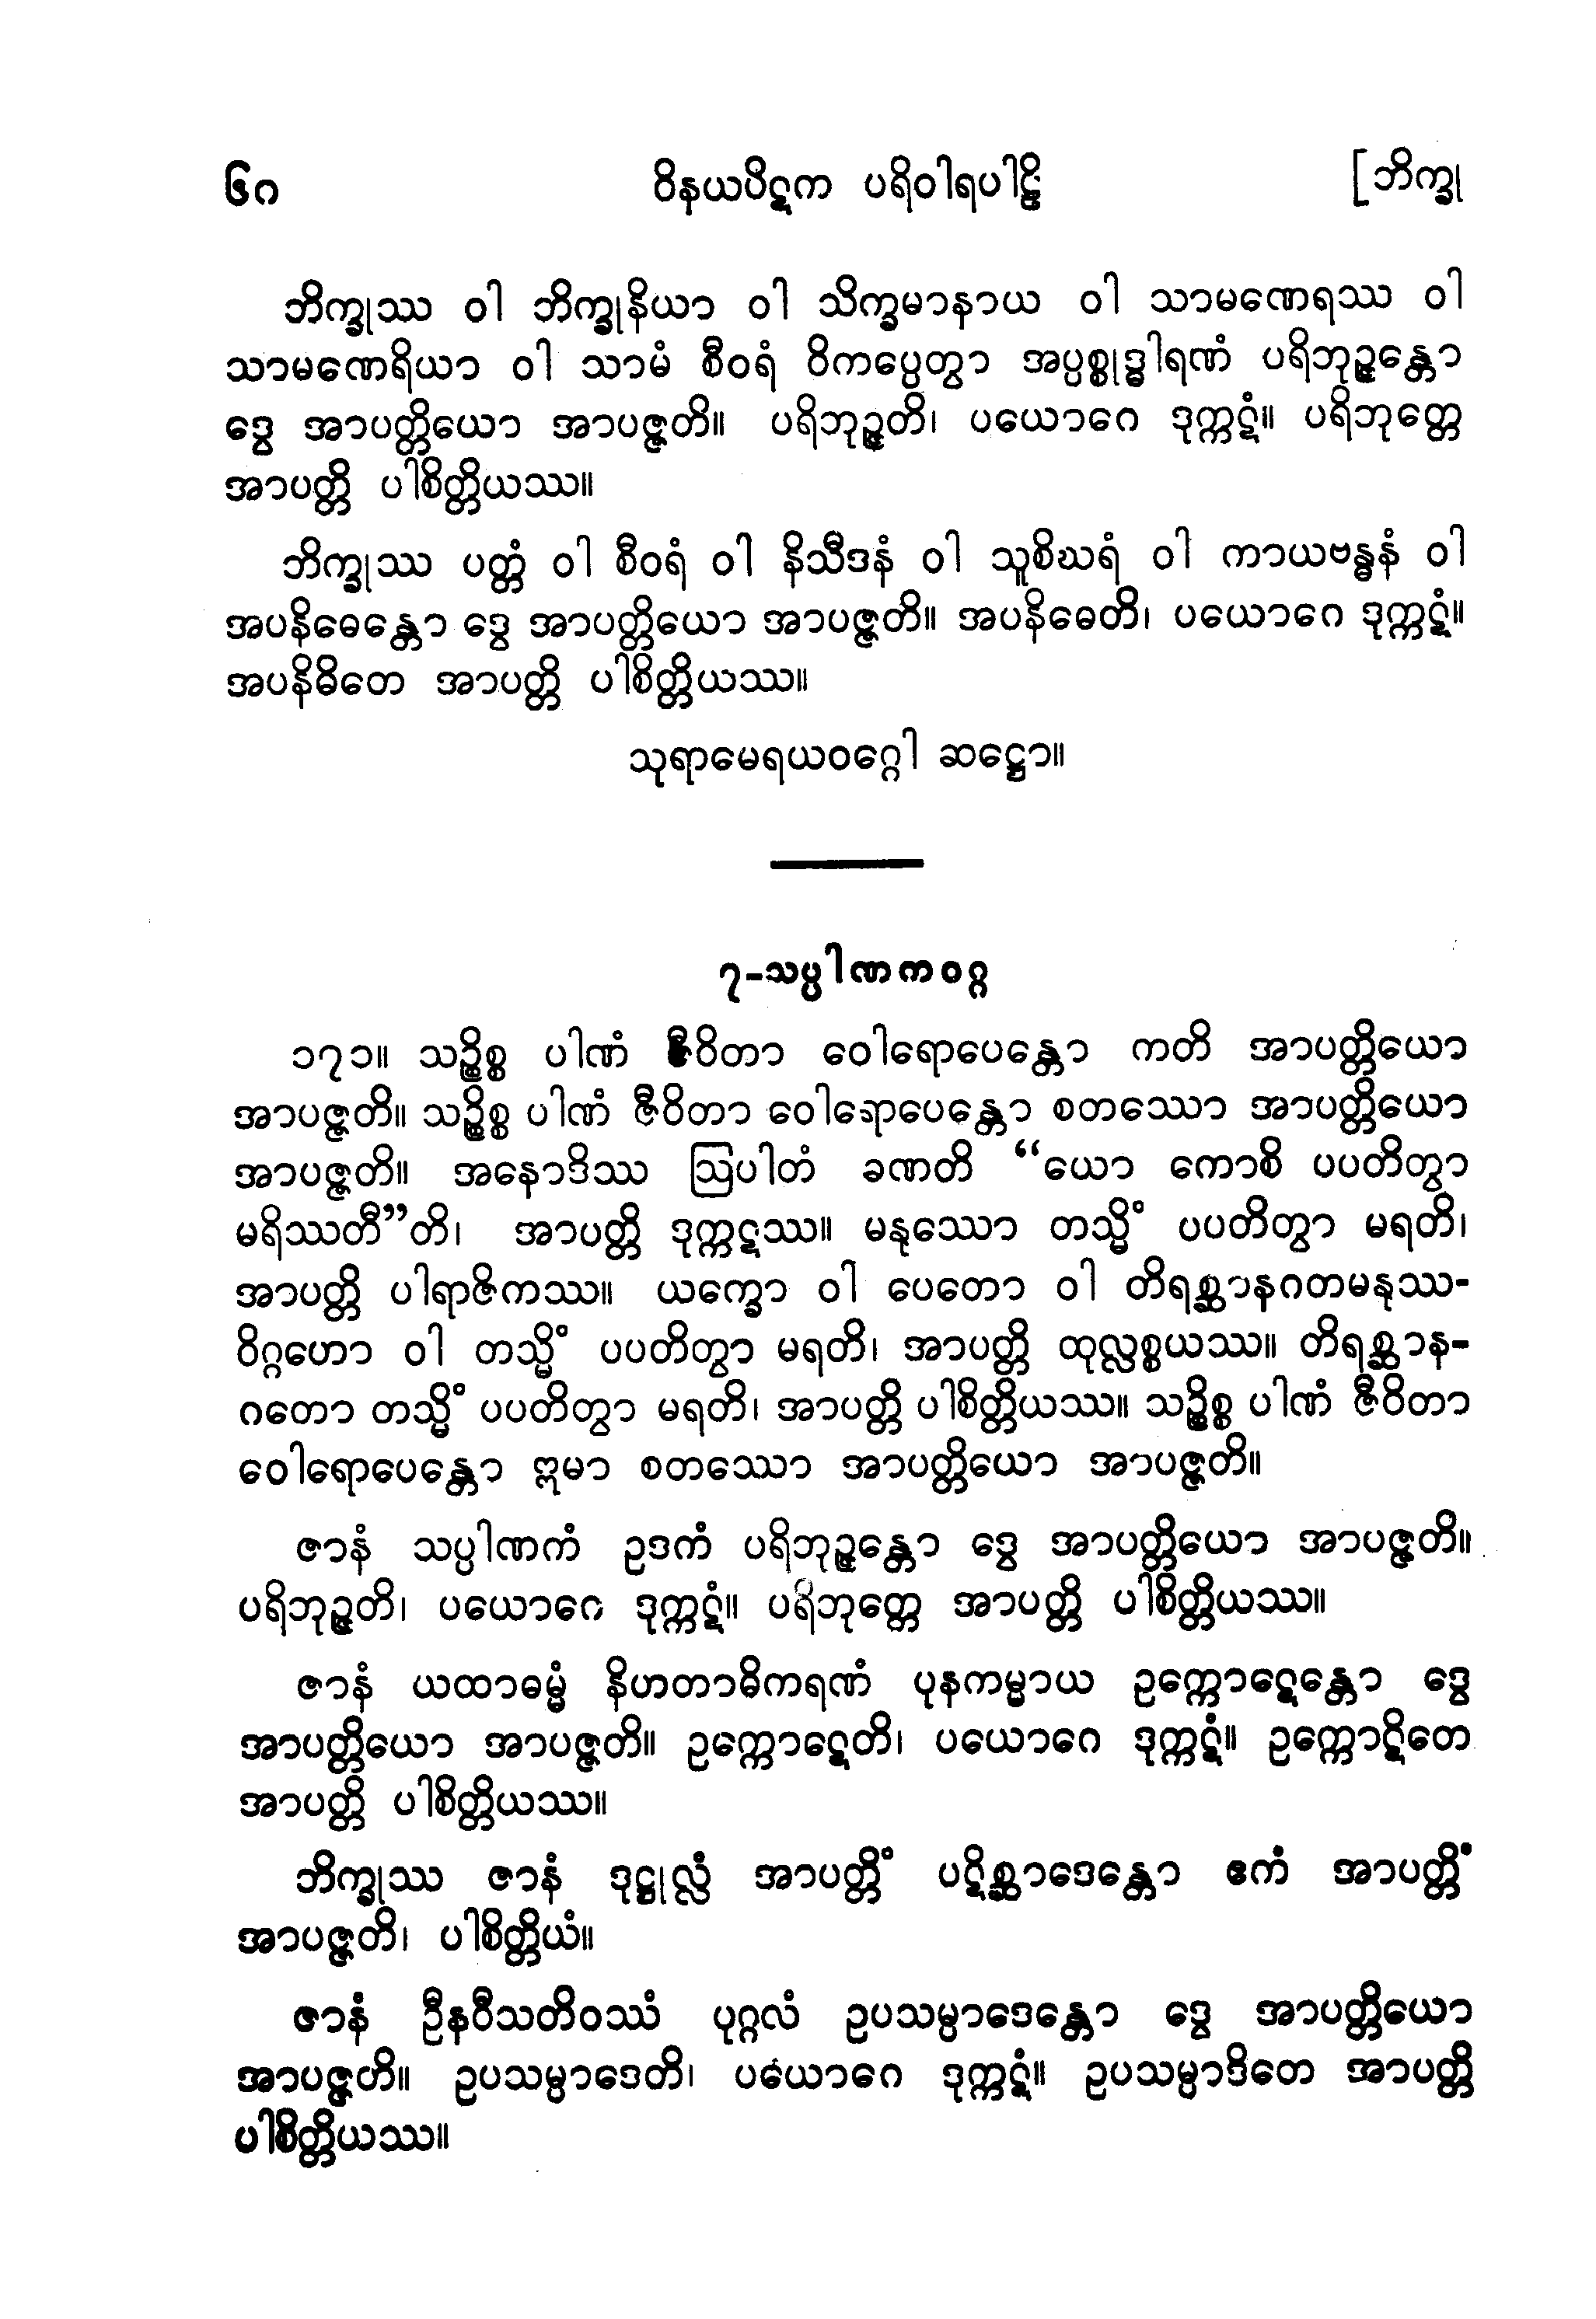 ၆ဂ ဝိနယပိဋက ပရိဝါရပါဠိ [ဘိက္ခု
ဘိက္ခုဿ ဝါ ဘိက္ခုနိယာ ဝါ သိက္ခမာနာယ ဝါ သာမဏေရဿ ဝါ
သာမဏေရိယာ ဝါ သာမံ စီဝရံ ဝိကပ္ပေတွာ အပ္ပစ္စုဒ္ဓါရဏံ ပရိဘုဉ္ဇန္တော
ဒွေ အာပတ္တိယော အာပဇ္ဇတိ။ ပရိဘုဉ္ဇတိ၊ ပယောဂေ ဒုက္ကဋံ။ ပရိဘုတ္တေ
အာပတ္တိ ပါစိတ္တိယဿ။
ဘိက္ခုဿ ပတ္တံ ဝါ စီဝရံ ဝါ နိသီဒနံ ဝါ သူစိဃရံ ဝါ ကာယဗန္ဓနံ ဝါ
အပနိဓေန္တော ဒွေ အာပတ္တိယော အာပဇ္ဇတိ။ အပနိဓေတိ၊ ပယောဂေ ဒုက္ကဋံ။
အပနိဓိတေ အာပတ္တိ ပါစိတ္တိယဿ။
သုရာမေရယဝဂ္ဂေါ ဆဋ္ဌော။
၇-သပ္ပါဏကဝဂ္ဂ
၁၇၁။ သဉ္စိစ္စ ပါဏံ ဇီဝိတာ ဝေါရောပေန္တော ကတိ အာပတ္တိယော
အာပဇ္ဇတိ။ သဉ္စိစ္စ ပါဏံ ဇီဝိတာ ဝေါရောပေန္တော စတဿော အာပတ္တိယော
အာပဇ္ဇတိ။ အနောဒိဿ ဩပါတံ ခဏတိ “ယော ကောစိ ပပတိတွာ
မရိဿတီ”တိ၊ အာပတ္တိ ဒုက္ကဋဿ။ မနုဿော တသ္မိံ ပပတိတွာ မရတိ၊
အာပတ္တိ ပါရာဇိကဿ။ ယက္ခော ဝါ ပေတော ဝါ တိရစ္ဆာနဂတမနုဿ-
ဝိဂ္ဂဟော ဝါ တသ္မိံ ပပတိတွာ မရတိ၊ အာပတ္တိ ထုလ္လစ္စယဿ။ တိရစ္ဆာန-
ဂတော တသ္မိံ ပပတိတွာ မရတိ၊ အာပတ္တိ ပါစိတ္တိယဿ။ သဉ္စိစ္စ ပါဏံ ဇီဝိတာ
ဝေါရောပေန္တော ဣမာ စတဿော အာပတ္တိယော အာပဇ္ဇတိ။
ဇာနံ သပ္ပါဏကံ ဥဒကံ ပရိဘုဉ္ဇန္တော ဒွေ အာပတ္တိယော အာပဇ္ဇတိ။
ပရိဘုဉ္ဇတိ၊ ပယောဂေ ဒုက္ကဋံ။ ပရိဘုတ္တေ အာပတ္တိ ပါစိတ္တိယဿ။
ဇာနံ ယထာဓမ္မံ နိဟတာဓိကရဏံ ပုနကမ္မာယ ဥက္ကောဋေန္တော ဒွေ
အာပတ္တိယော အာပဇ္ဇတိ။ ဥက္ကောဋေတိ၊ ပယောဂေ ဒုက္ကဋံ။ ဥက္ကောဋိတေ
အာပတ္တိ ပါစိတ္တိယဿ။
ဘိက္ခုဿ ဇာနံ ဒုဋ္ဌုလ္လံ အာပတ္တိံ ပဋိစ္ဆာဒေန္တော ဧကံ အာပတ္တိံ
အာပဇ္ဇတိ၊ ပါစိတ္တိယံ။
ဇာနံ ဦနဝီသတိဝဿံ ပုဂ္ဂလံ ဥပသမ္ပာဒေန္တော ဒွေ အာပတ္တိယော
အာပဇ္ဇတိ။ ဥပသမ္ပာဒေတိ၊ ပယောဂေ ဒုက္ကဋံ။ ဥပသမ္ပာဒိတေ အာပတ္တိ
ပါစိတ္တိယဿ။